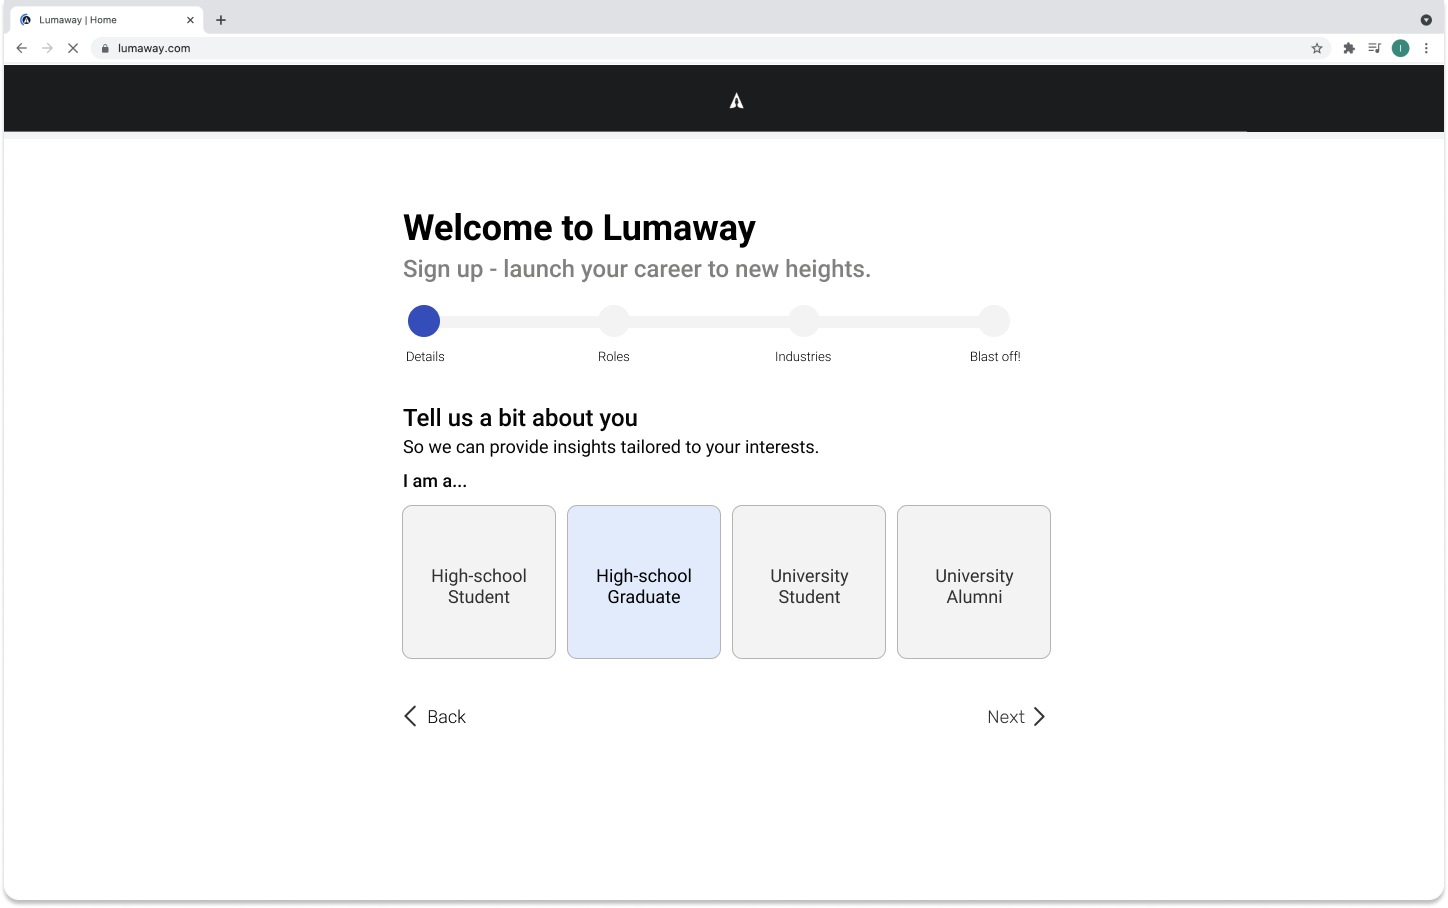 Lumaway | Home
lumaway.com
I
Welcome to Lumaway
Sign up - launch your career to new heights.
Details
Roles
Industries
Blast off!
Tell us a bit about you
So we can provide insights tailored to your interests.
I am a...
High-school
Student
High-school
Graduate
University
Student
University
Alumni
Back
Next